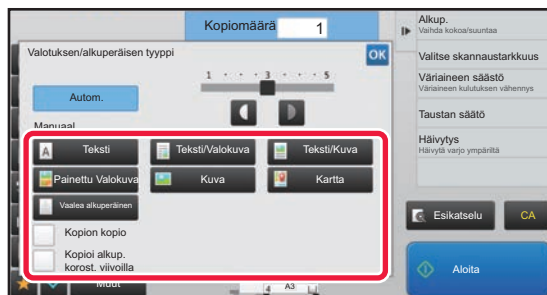 Kopiomäärä 1
Valotuksen/alkuperäisen tyyppi
OK
1 3 5
Autom.
Manuaal.
A Teksti
Teksti/Valokuva
Teksti/Kuva
Painettu Valokuva
Kuva
Kartta
Vaalea alkuperäinen
Kopion kopio
Kopioi alkup.
korost. viivoilla
Muut
4 A3
Alkup.
Vaihda kokoa/suuntaa
Valitse skannaustarkkuus
Väriaineen säästö
Väriaineen kulutuksen vähennys
Taustan säätö
Häivytys
Häivytä varjo ympäriltä
Esikatselu
CA
Aloita